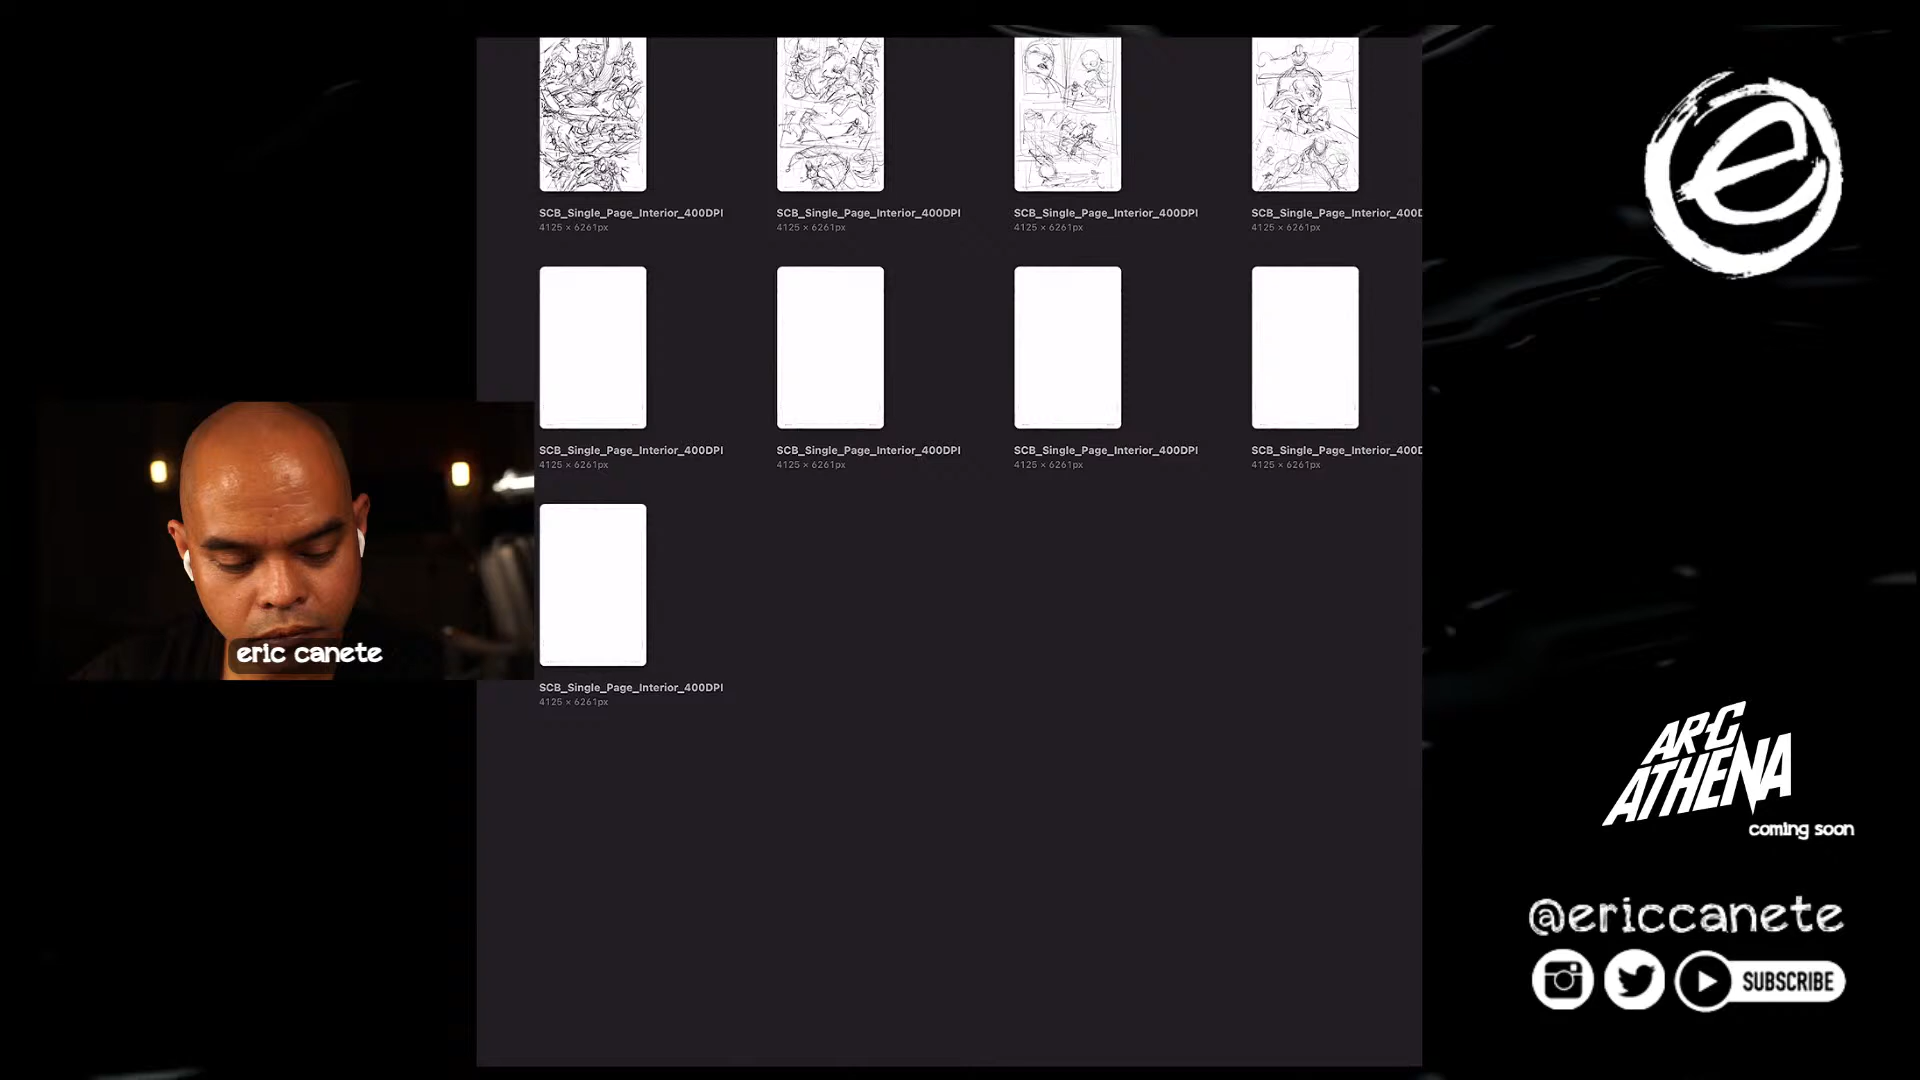 SCB_Single_Page_Interior_400DPI
4125 × 6261px
SCB_Single_Page_Interior_400DPI
4125 × 6261px
SCB_Single_Page_Interior_400DPI
4125 × 6261px
SCB_Single_Page_Interior_400D
4125 × 6261px
SCB_Single_Page_Interior_400DPI
4125 × 6261px
SCB_Single_Page_Interior_400DPI
4125 × 6261px
SCB_Single_Page_Interior_400DPI
4125 × 6261px
SCB_Single_Page_Interior_400D
4125 × 6261px
SCB_Single_Page_Interior_400DPI
4125 × 6261px
eric canete
e
ARC
ATHENA
coming soon
@ericcanete
SUBSCRIBE